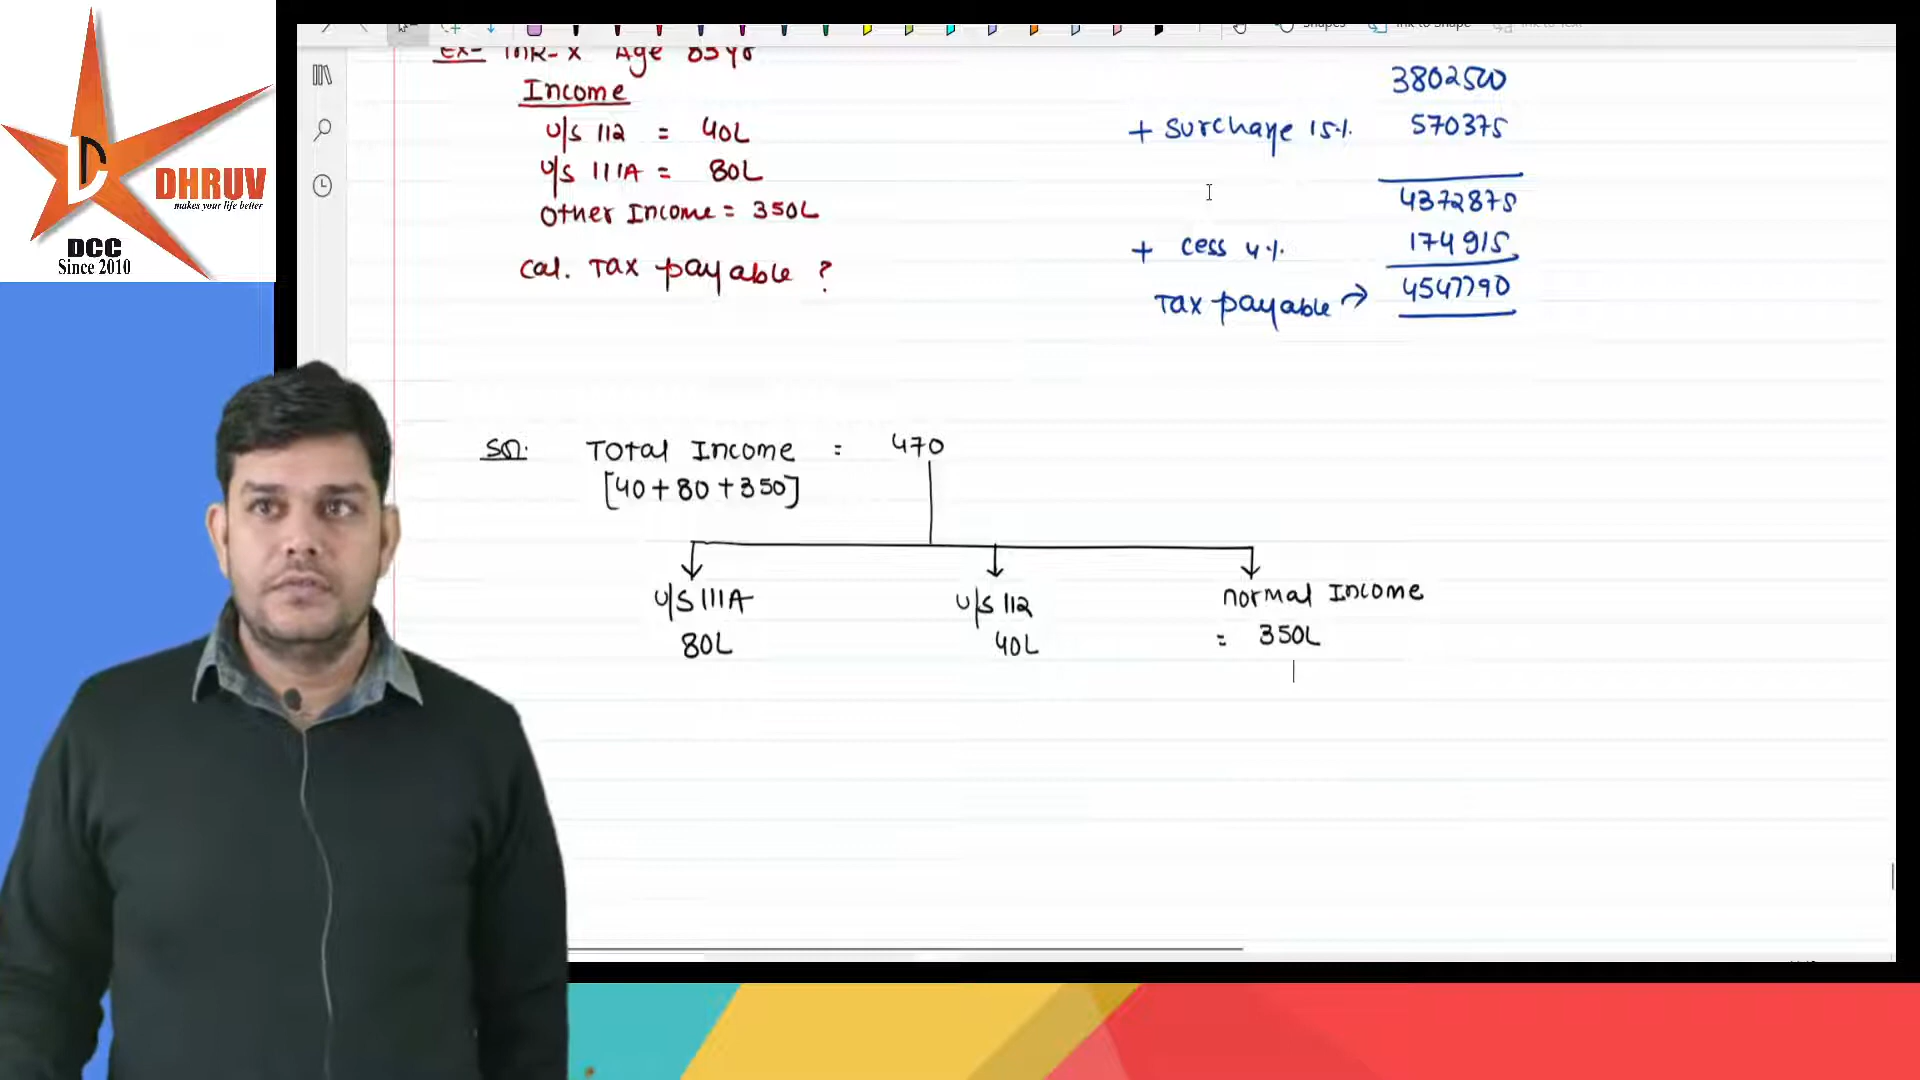 DHRUV
makes your life better
DCC
Since 2010
Ex- MR-X Age
Income
U/S 112 = 40L
U/S 111A = 80L
Other Income = 350L
Cal. Tax payable ?
3802500
+ Surcharge 15% 570375
4372875
+ Cess 4% 174915
Tax payable → 4547790
Sol. Total Income = 470
[40+80+350]
U/S 111A
80L
U/S 112
40L
normal Income
= 350L